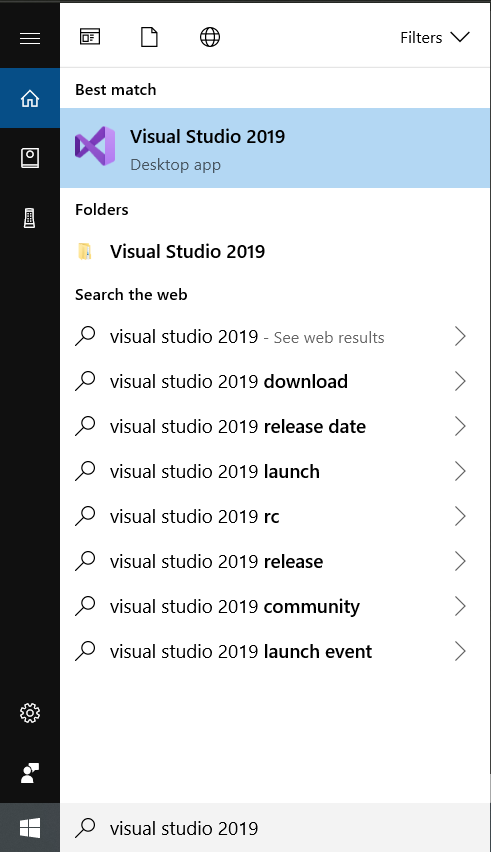 Filters
Best match
Visual Studio 2019
Desktop app
Folders
Visual Studio 2019
Search the web
visual studio 2019 - See web results
visual studio 2019 download
visual studio 2019 release date
visual studio 2019 launch
visual studio 2019 rc
visual studio 2019 release
visual studio 2019 community
visual studio 2019 launch event
visual studio 2019